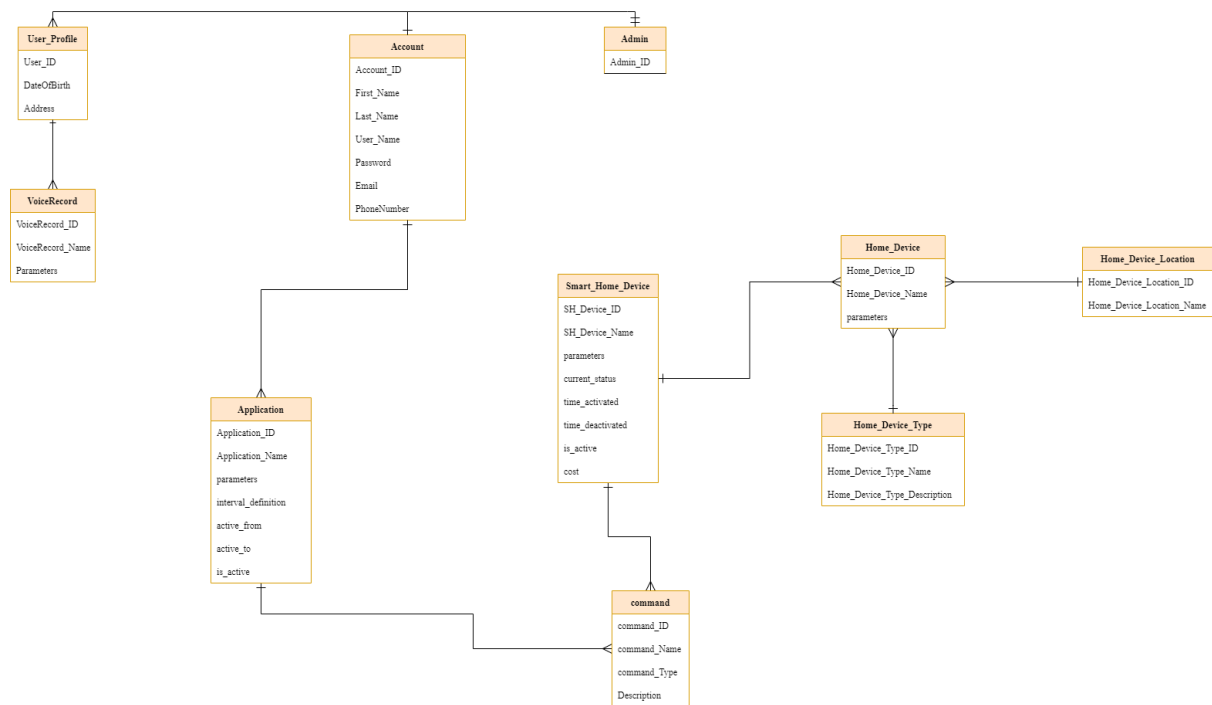 User_Profile
User_ID
DateOfBirth
Address
Account
Account_ID
First_Name
Last_Name
User_Name
Password
Email
PhoneNumber
Admin
Admin_ID
VoiceRecord
VoiceRecord_ID
VoiceRecord_Name
Parameters
Home_Device
Home_Device_ID
Home_Device_Name
parameters
Home_Device_Location
Home_Device_Location_ID
Home_Device_Location_Name
Smart_Home_Device
SH_Device_ID
SH_Device_Name
parameters
current_status
time_activated
time_deactivated
is_active
cost
Application
Application_ID
Application_Name
parameters
interval_definition
active_from
active_to
is_active
Home_Device_Type
Home_Device_Type_ID
Home_Device_Type_Name
Home_Device_Type_Description
command
command_ID
command_Name
command_Type
Description